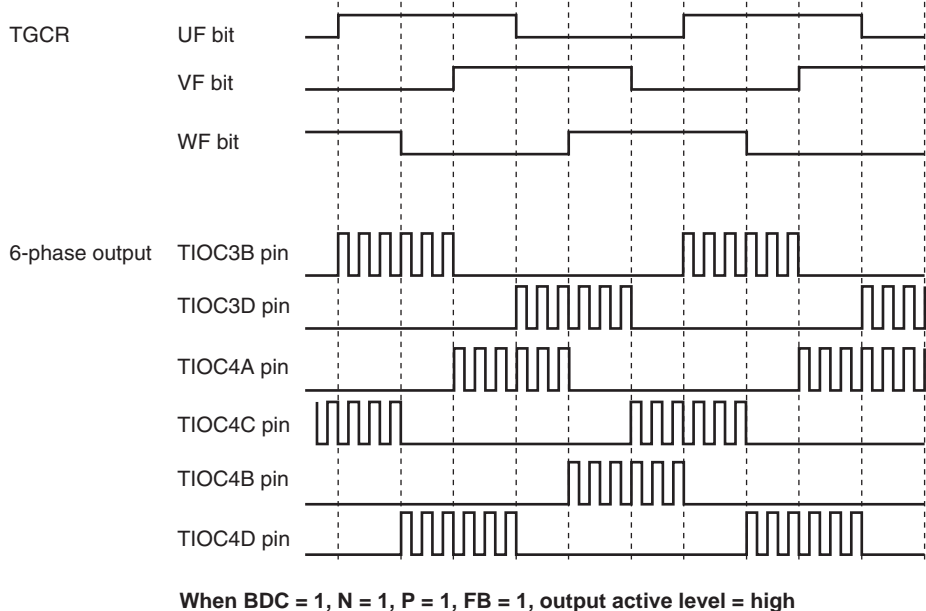 TGCR UF bit
VF bit
WF bit
6-phase output TIOC3B pin
TIOC3D pin
TIOC4A pin
TIOC4C pin
TIOC4B pin
TIOC4D pin
When BDC = 1, N = 1, P = 1, FB = 1, output active level = high